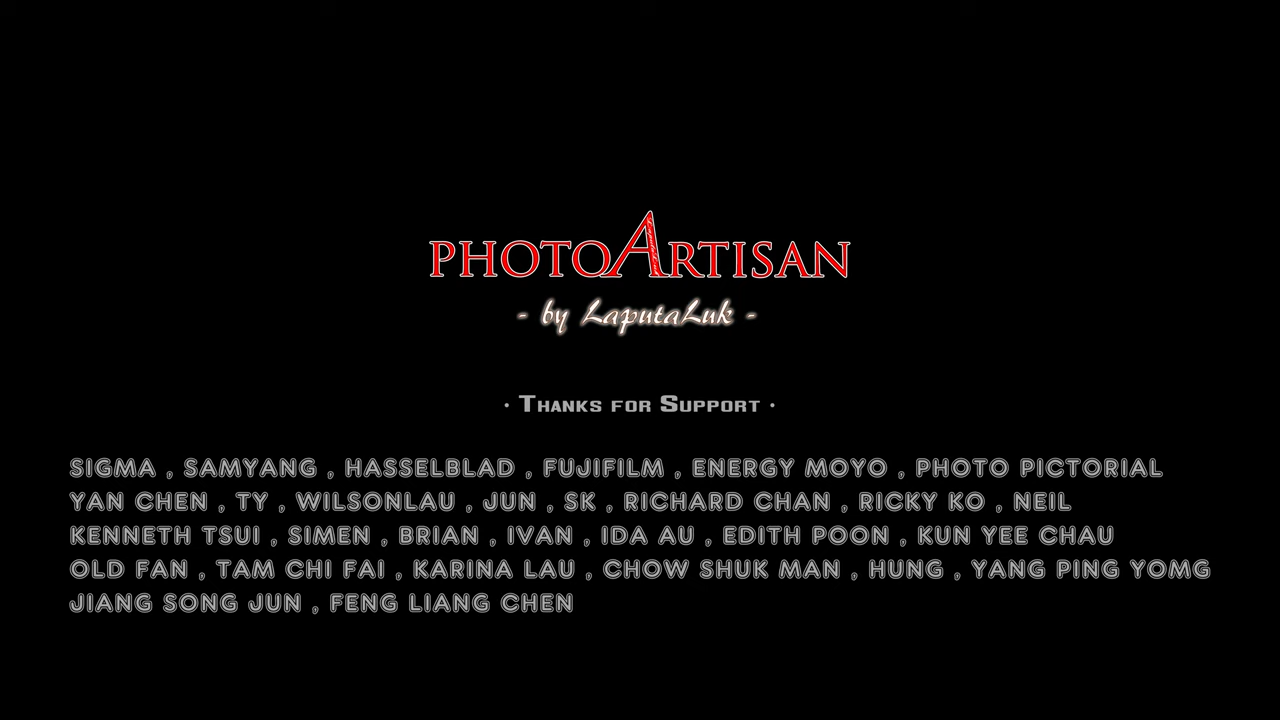 PHOTOARTISAN
- by LaputaLuk -
· THANKS FOR SUPPORT ·
SIGMA , SAMYANG , HASSELBLAD , FUJIFILM , ENERGY MOYO , PHOTO PICTORIAL
YAN CHEN , TY , WILSONLAU , JUN , SK , RICHARD CHAN , RICKY KO , NEIL
KENNETH TSUI , SIMEN , BRIAN , IVAN , IDA AU , EDITH POON , KUN YEE CHAU
OLD FAN , TAM CHI FAI , KARINA LAU , CHOW SHUK MAN , HUNG , YANG PING YOMG
JIANG SONG JUN , FENG LIANG CHEN